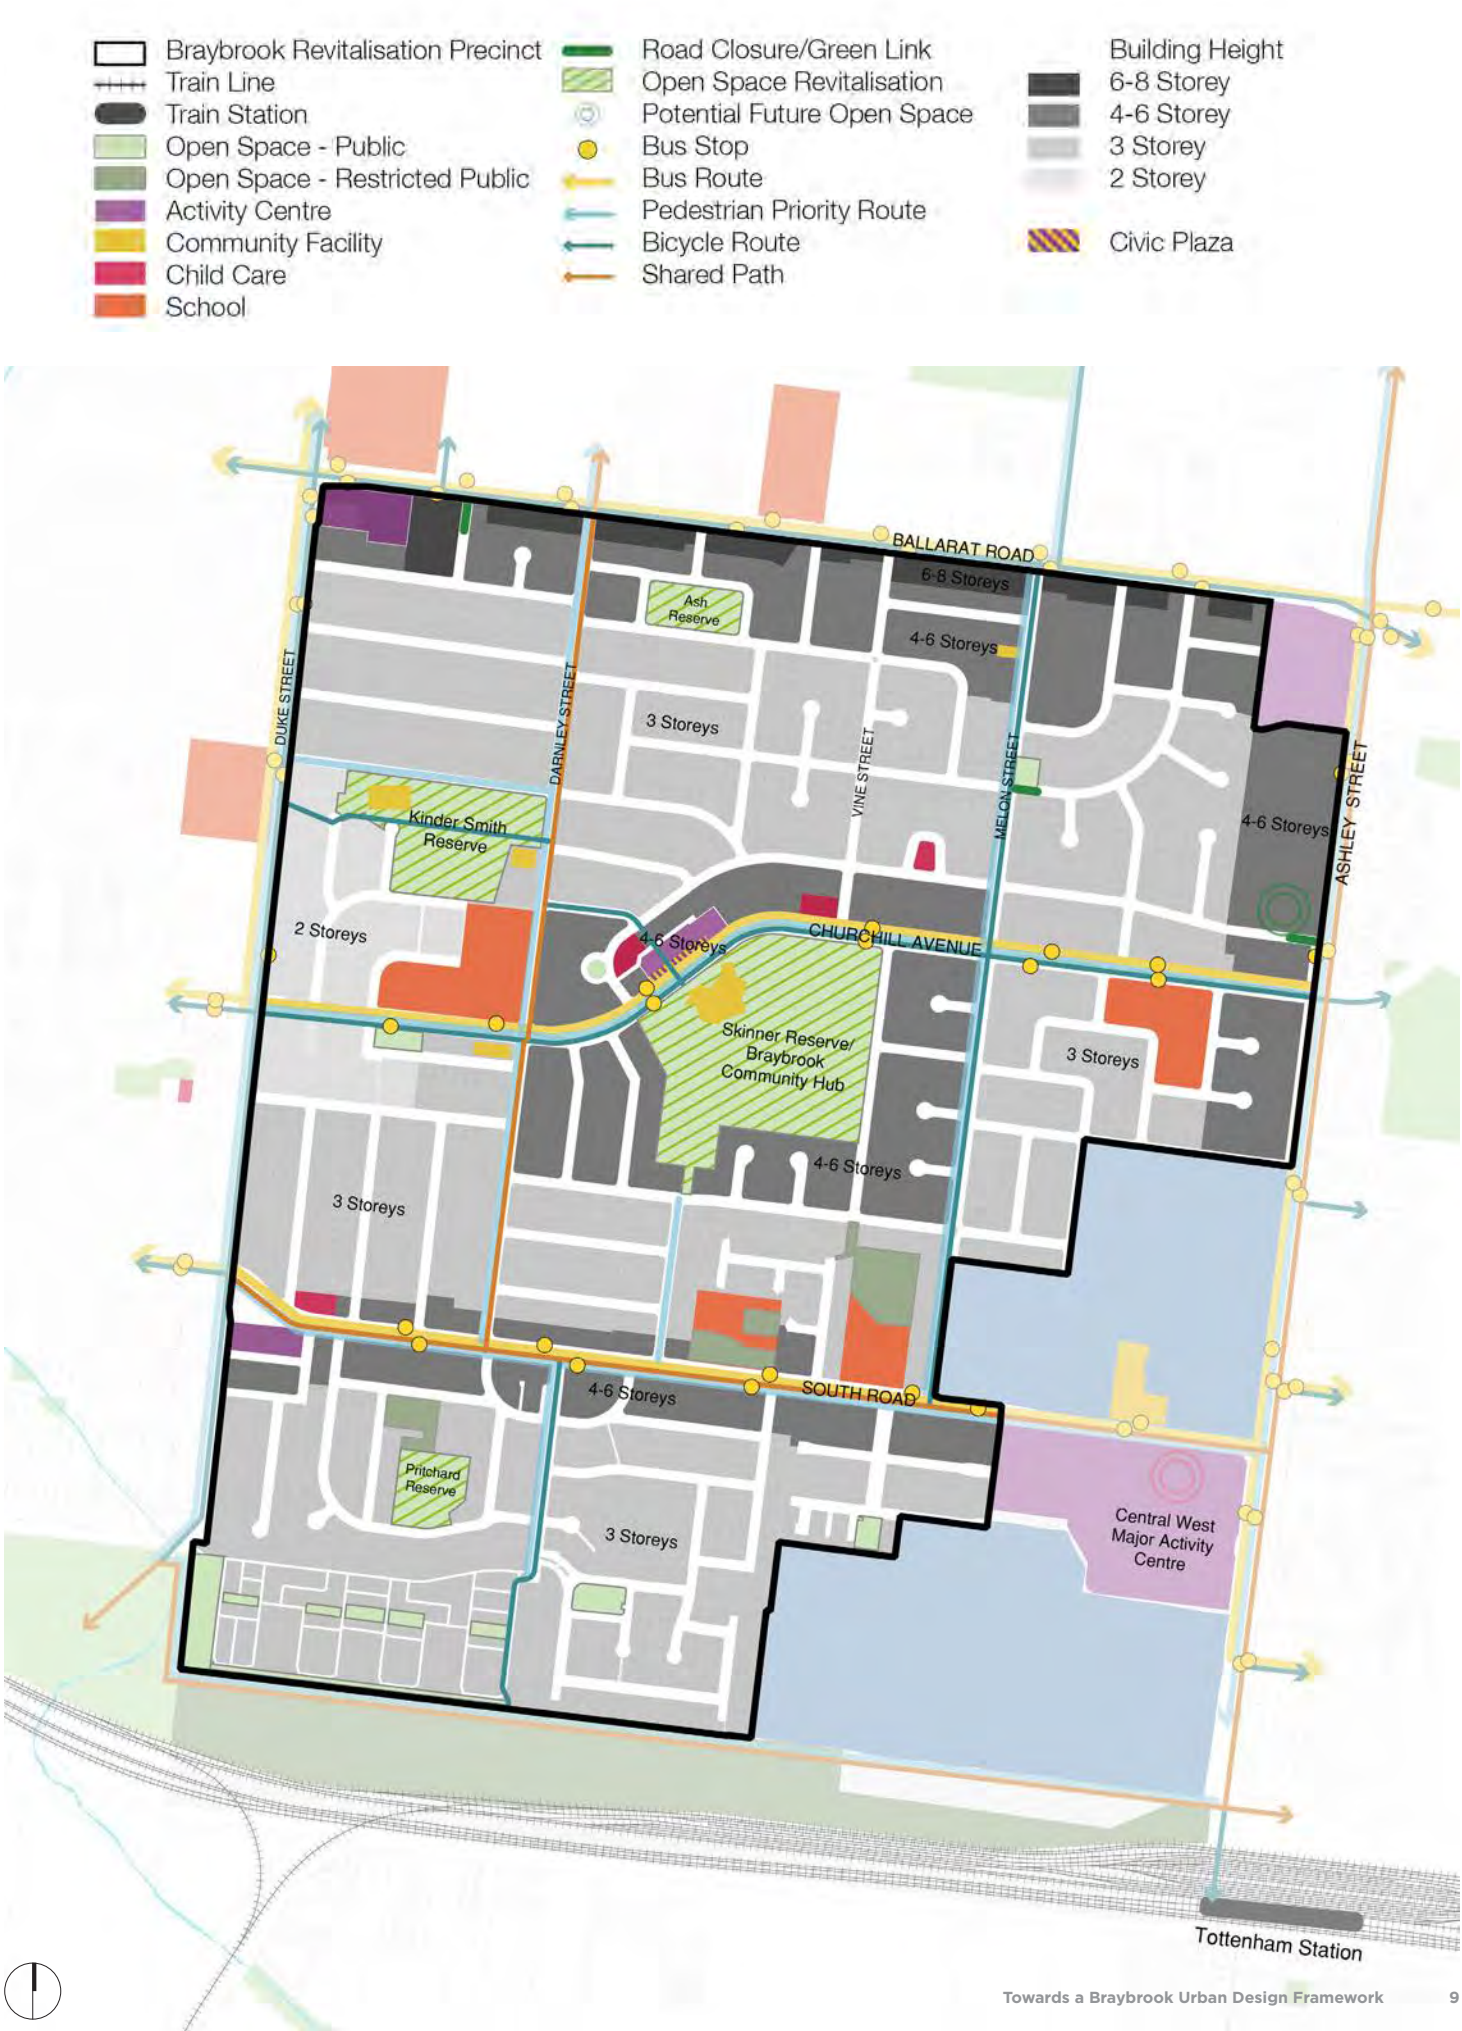 Braybrook Revitalisation Precinct
Train Line
Train Station
Open Space - Public
Open Space - Restricted Public
Activity Centre
Community Facility
Child Care
School
Road Closure/Green Link
Open Space Revitalisation
Potential Future Open Space
Bus Stop
Bus Route
Pedestrian Priority Route
Bicycle Route
Shared Path
Building Height
6-8 Storey
4-6 Storey
3 Storey
2 Storey
Civic Plaza
BALLARAT ROAD
6-8 Storeys
Ash
Reserve
4-6 Storeys
DUKE STREET
DARNLEY STREET
3 Storeys
VINE STREET
MELON STREET
ASHLEY STREET
4-6 Storeys
Kinder Smith
Reserve
2 Storeys
4-6 Storeys
CHURCHILL AVENUE
Skinner Reserve/
Braybrook
Community Hub
3 Storeys
4-6 Storeys
3 Storeys
4-6 Storeys
SOUTH ROAD
Pritchard
Reserve
3 Storeys
Central West
Major Activity
Centre
Tottenham Station
Towards a Braybrook Urban Design Framework
9